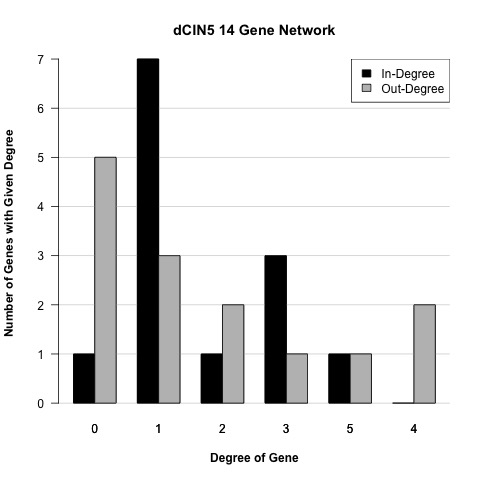 dCIN5 14 Gene Network
In-Degree
Out-Degree
Number of Genes with Given Degree
7
6
5
4
3
2
1
0
0 1 2 3 5 4
Degree of Gene